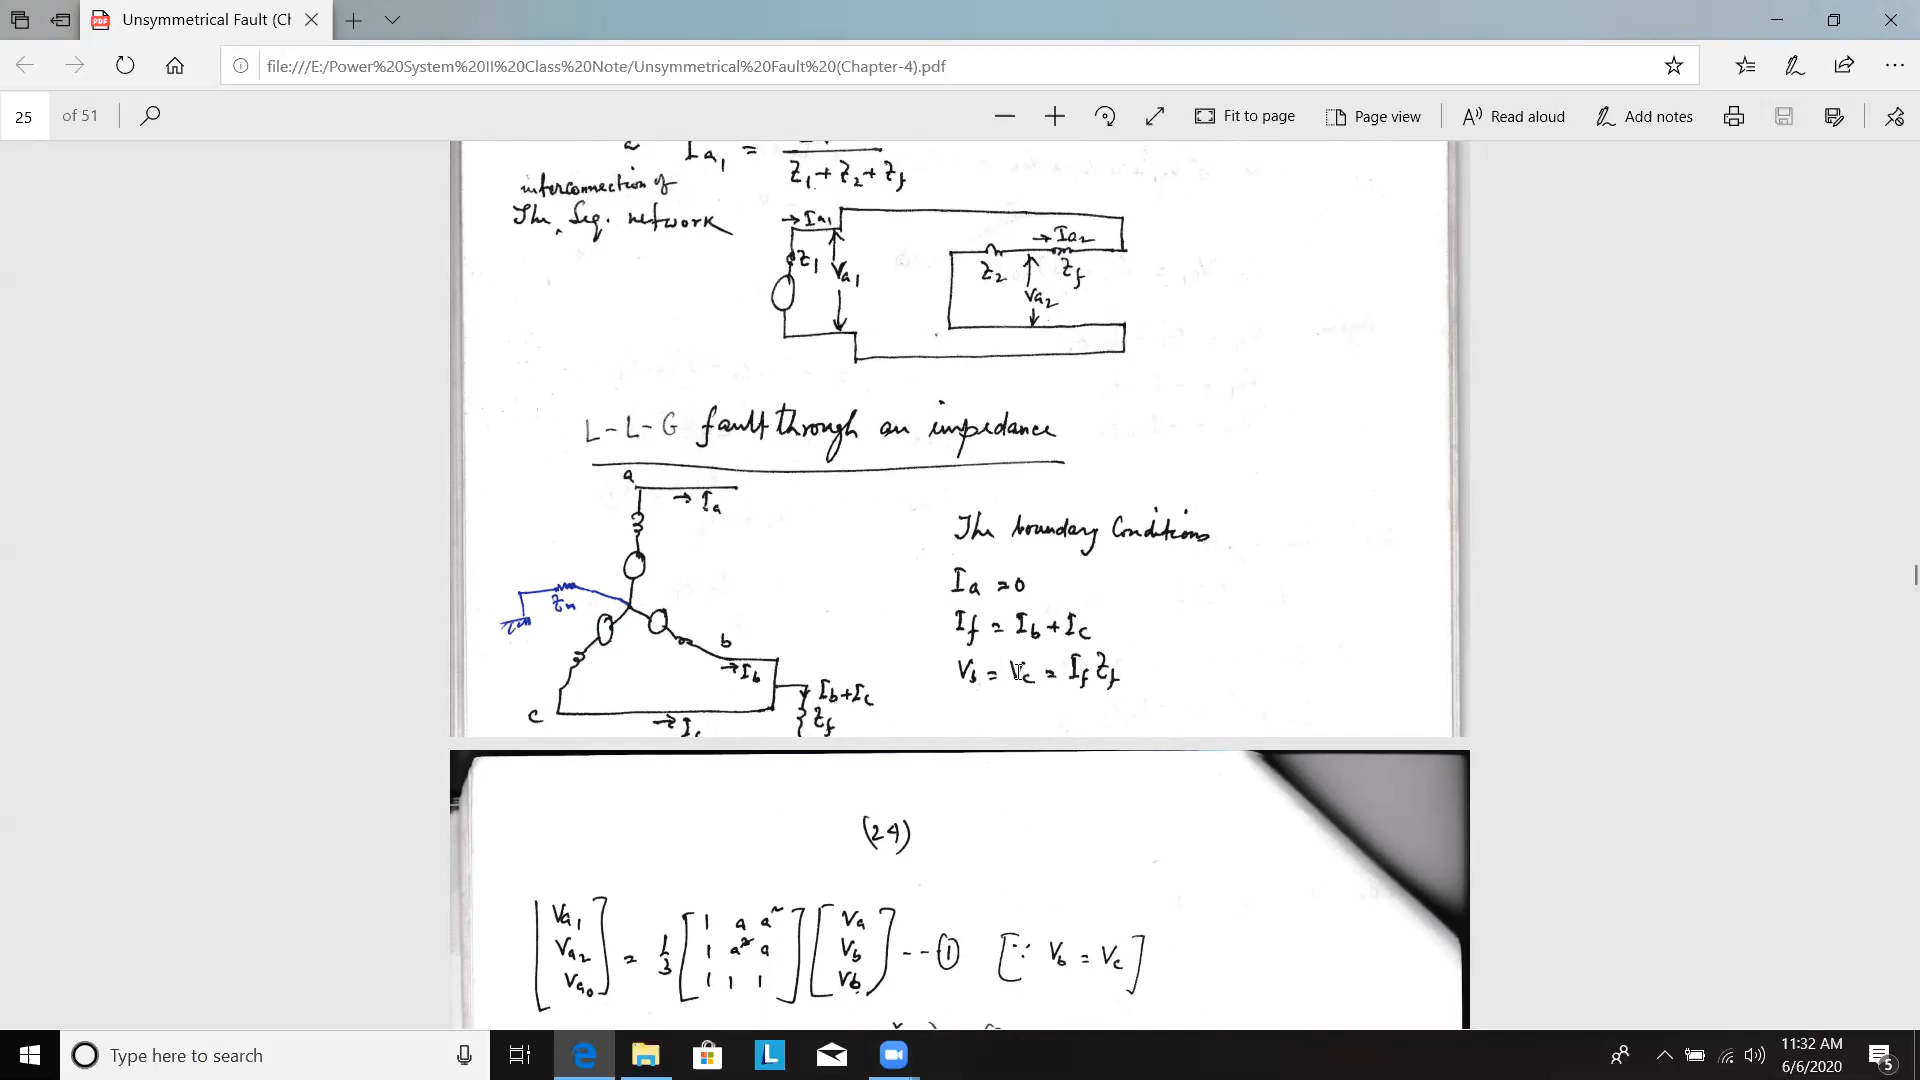 Unsymmetrical Fault (Cl
file:///E:/Power%20System%20II%20Class%20Note/Unsymmetrical%20Fault%20(Chapter-4).pdf
25 of 51
Fit to page
Page view
Read aloud
Add notes
I a1 =
Z1 + Z2 + Zf
interconnection of
The Seq. network
→ Ia1
Z1
Va1
→ Ia2
Z2
Zf
Va2
L-L-G fault through an impedance
a
→ Ia
The boundary Conditions
Ia = 0
Zn
If = Ib + Ic
b
→ Ib
Vb = Vc = If Zf
Ib+Ic
c
Zf
→ Ic
(24)
[Va1 Va2 Va0] = 1/3 [1 a a² 1 a² a 1 1 1] [Va Vb Vb] --① [∵ Vb = Vc]
Type here to search
11:32 AM
6/6/2020
5